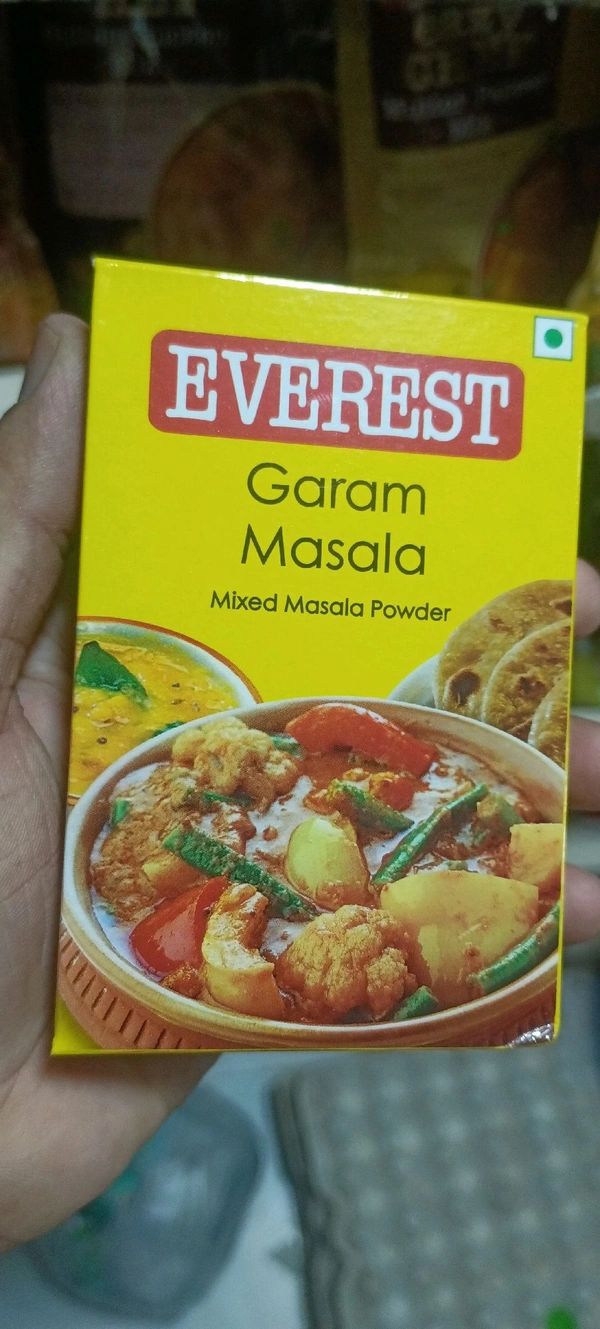 EVEREST
Garam
Masala
Mixed Masala Powder